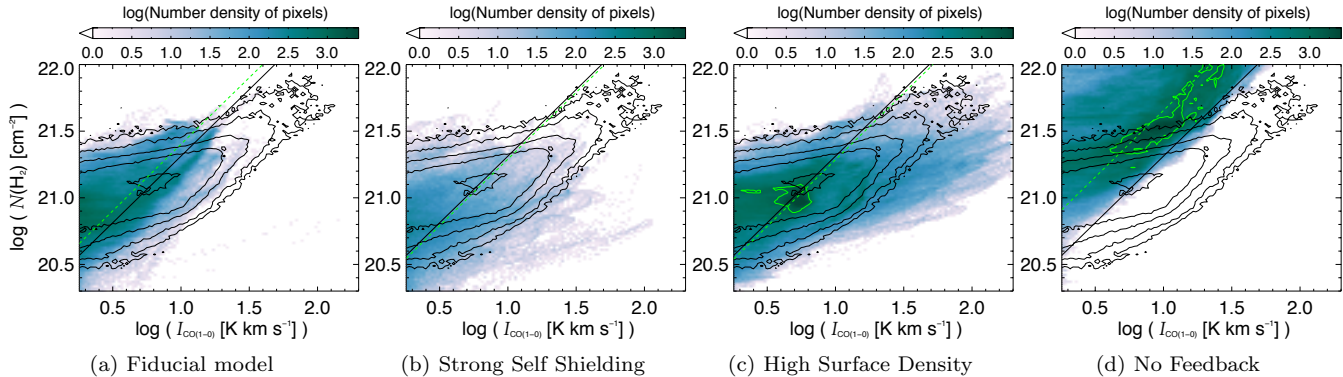 log(Number density of pixels) log(Number density of pixels) log(Number density of pixels) log(Number density of pixels)
0.0 0.5 1.0 1.5 2.0 2.5 3.0 0.0 0.5 1.0 1.5 2.0 2.5 3.0 0.0 0.5 1.0 1.5 2.0 2.5 3.0 0.0 0.5 1.0 1.5 2.0 2.5 3.0
22.0 22.0 22.0 22.0
21.5 21.5 21.5 21.5
21.0 21.0 21.0 21.0
20.5 20.5 20.5 20.5
log ( N(H₂) [cm⁻²] )
0.5 1.0 1.5 2.0 0.5 1.0 1.5 2.0 0.5 1.0 1.5 2.0 0.5 1.0 1.5 2.0
log ( I_CO(1−0) [K km s⁻¹] ) log ( I_CO(1−0) [K km s⁻¹] ) log ( I_CO(1−0) [K km s⁻¹] ) log ( I_CO(1−0) [K km s⁻¹] )
(a) Fiducial model (b) Strong Self Shielding (c) High Surface Density (d) No Feedback